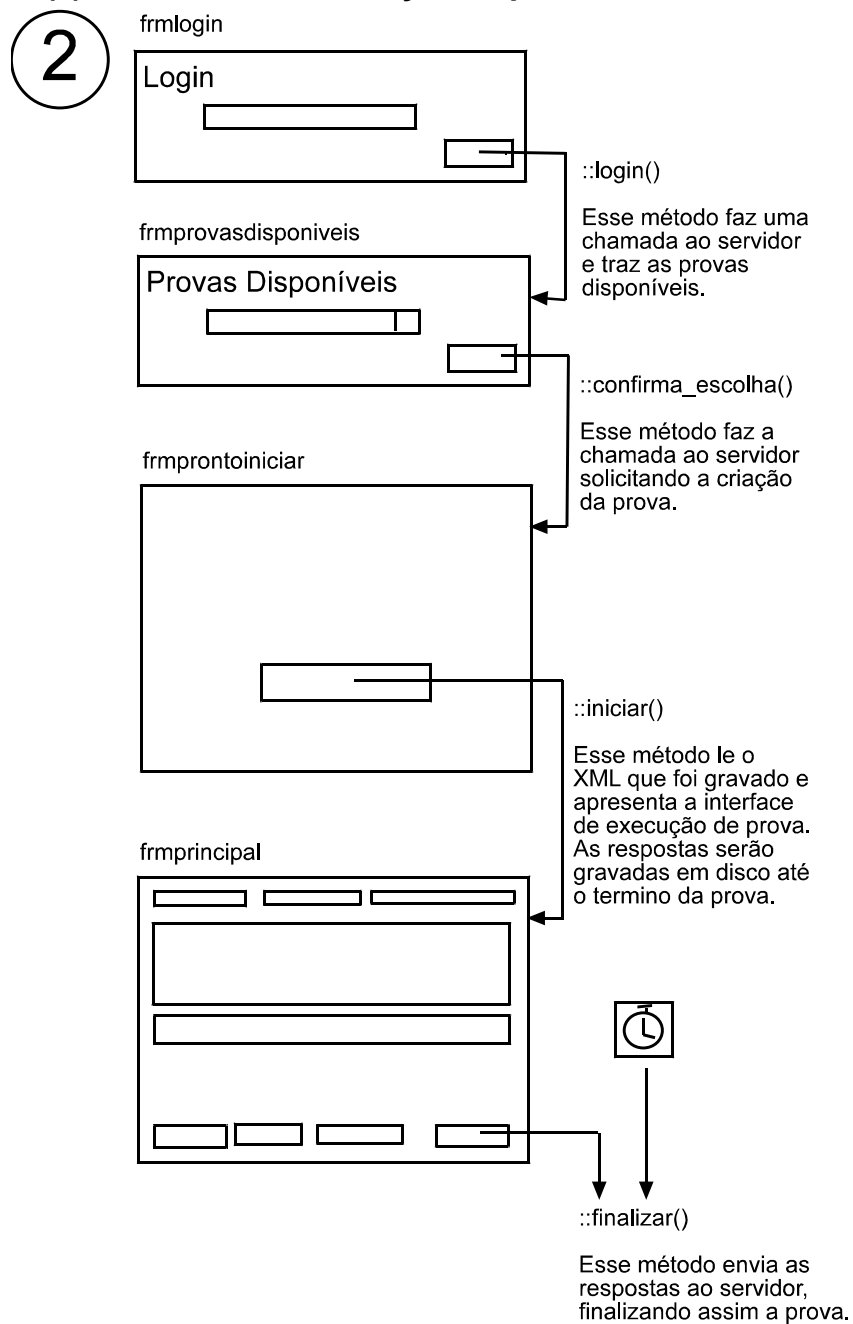 2
frmlogin
Login
::login()
Esse método faz uma
chamada ao servidor
e traz as provas
disponíveis.
frmprovasdisponiveis
Provas Disponíveis
::confirma_escolha()
Esse método faz a
chamada ao servidor
solicitando a criação
da prova.
frmprontoiniciar
::iniciar()
Esse método le o
XML que foi gravado e
apresenta a interface
de execução de prova.
As respostas serão
gravadas em disco até
o termino da prova.
frmprincipal
::finalizar()
Esse método envia as
respostas ao servidor,
finalizando assim a prova.